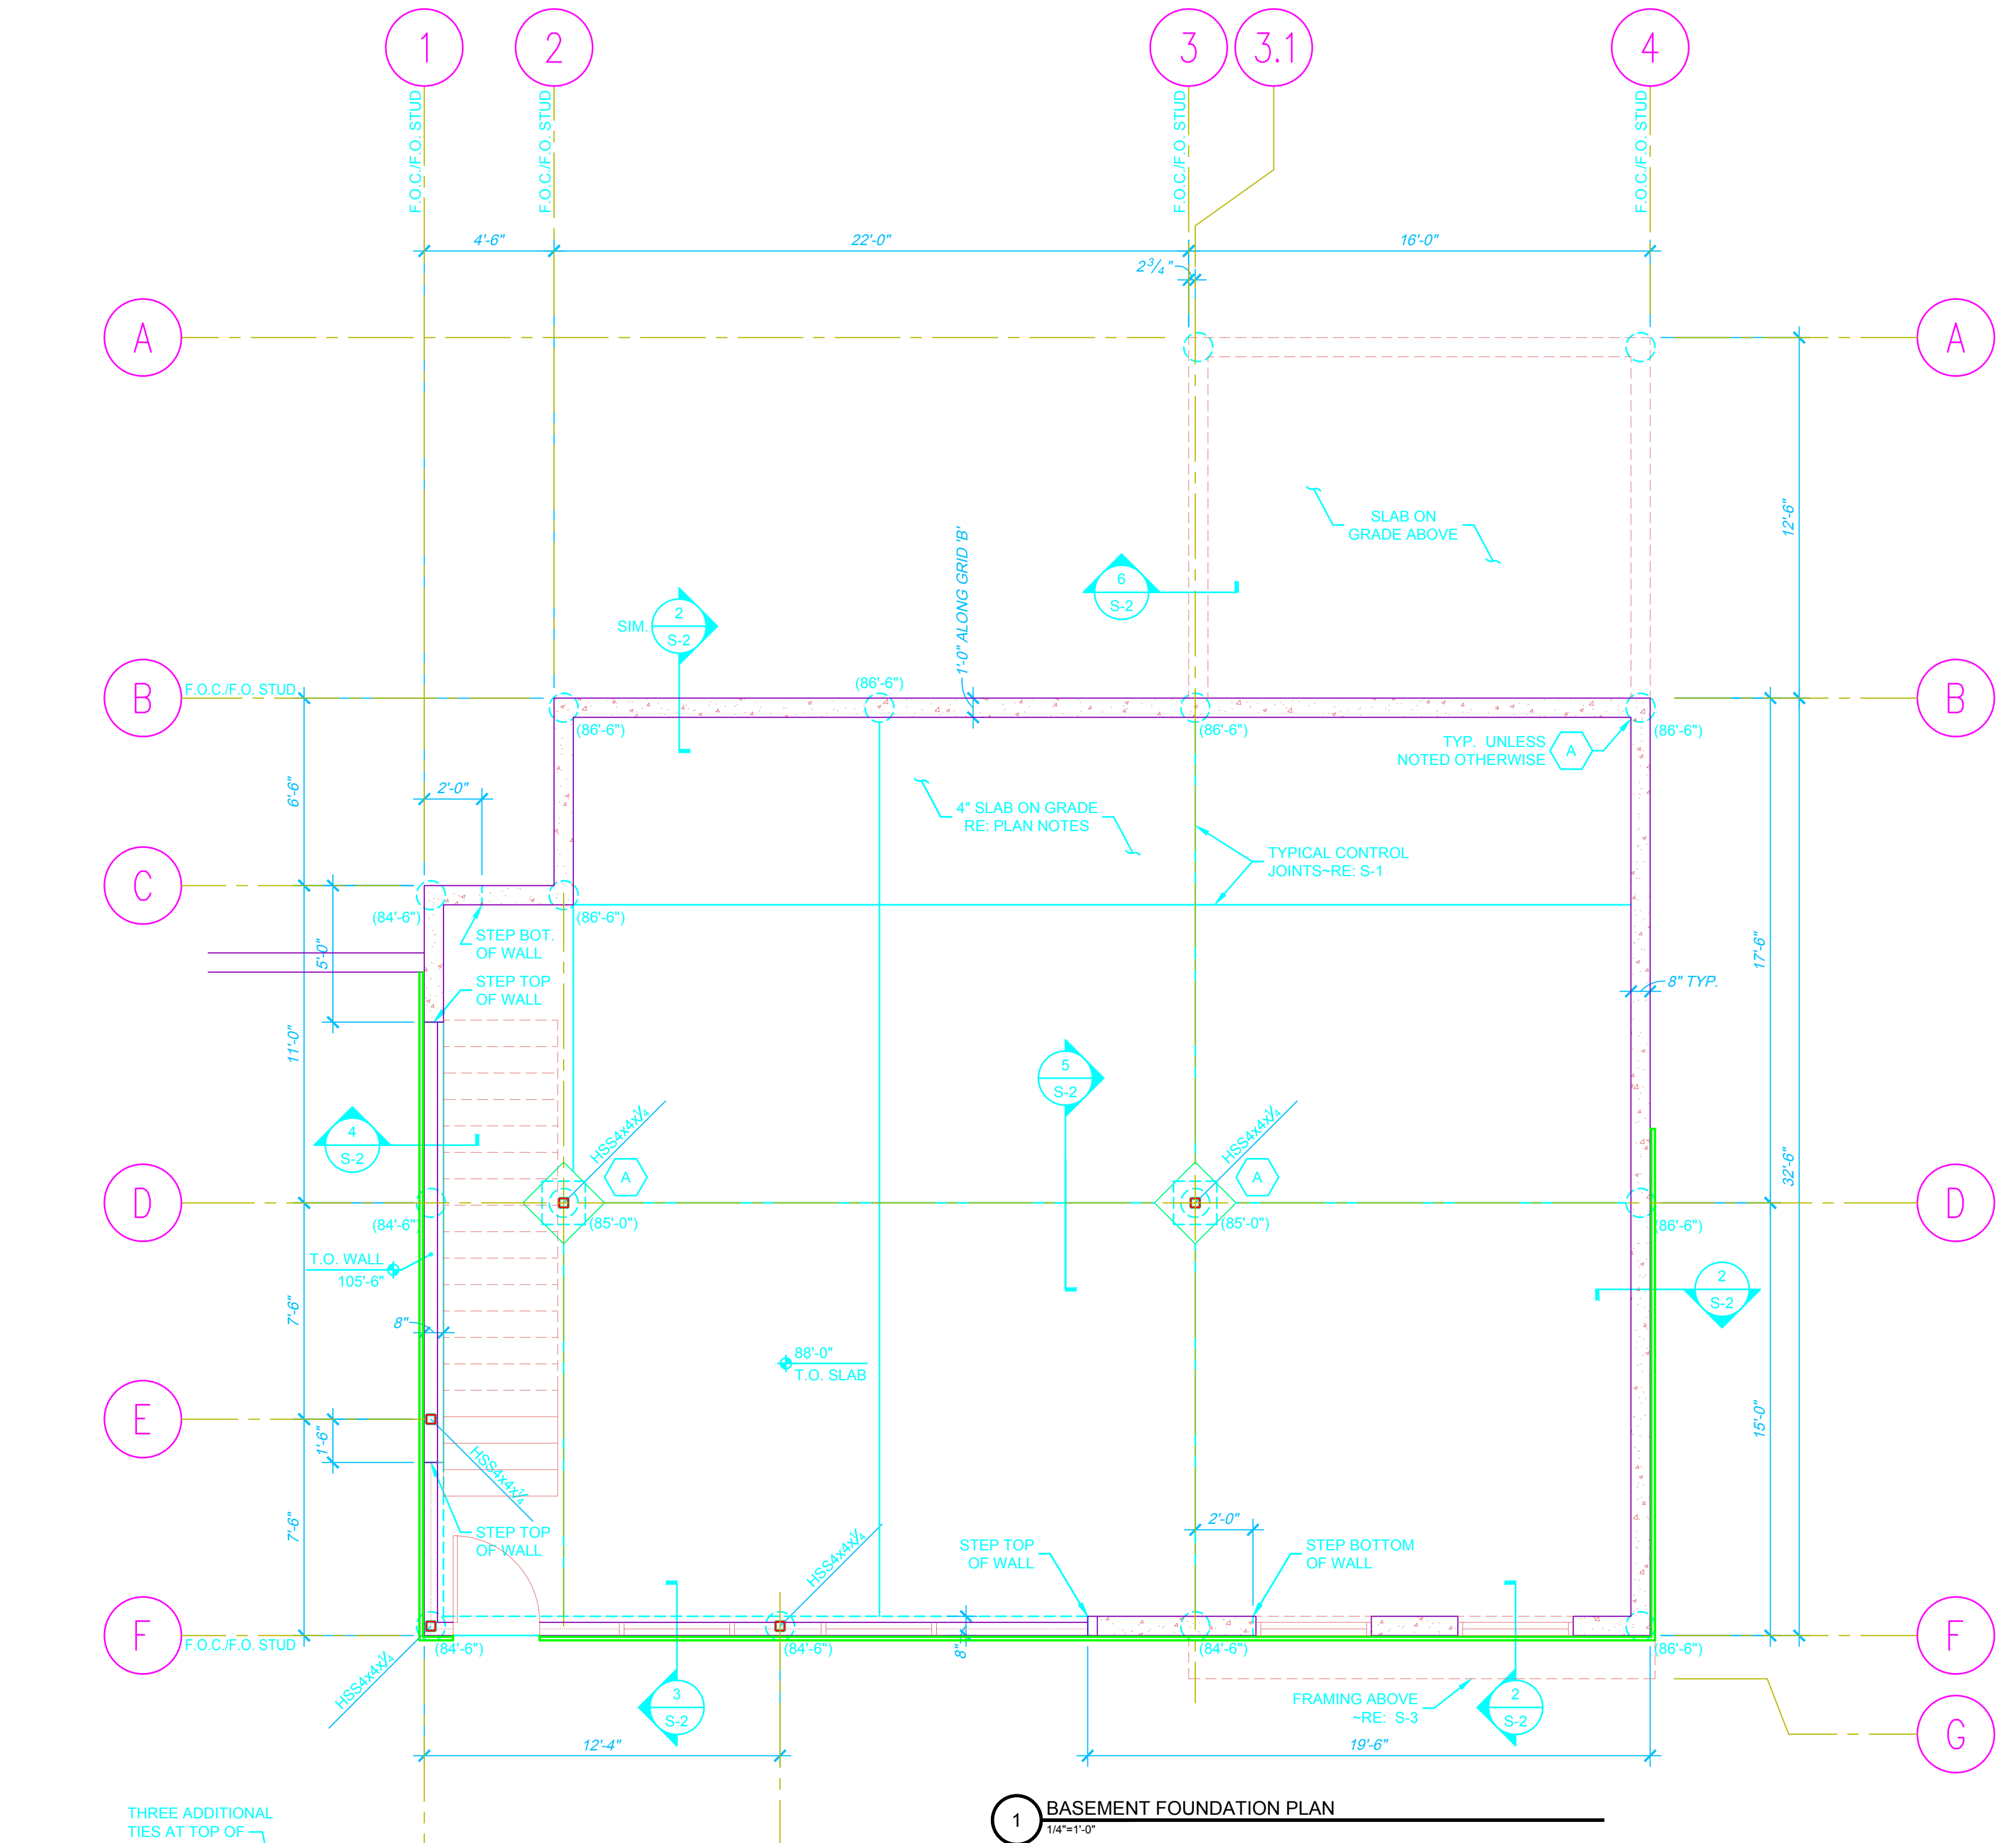 1
2
3
3.1
4
F.O.C./F.O. STUD
F.O.C./F.O. STUD
F.O.C./F.O. STUD
F.O.C./F.O. STUD
4'-6"
22'-0"
16'-0"
2 3/4"
A
A
SLAB ON
GRADE ABOVE
12'-6"
1'-0" ALONG GRID 'B'
6
S-2
SIM.
2
S-2
B
F.O.C./F.O. STUD
(86'-6")
B
(86'-6")
(86'-6")
(86'-6")
TYP. UNLESS
NOTED OTHERWISE
A
6'-6"
2'-0"
4" SLAB ON GRADE
RE: PLAN NOTES
TYPICAL CONTROL
JOINTS~RE: S-1
C
C
(84'-6")
(86'-6")
STEP BOT.
OF WALL
5'-0"
17'-6"
STEP TOP
OF WALL
8" TYP.
11'-0"
5
S-2
4
S-2
HSS4x4x1/4
HSS4x4x1/4
A
A
32'-6"
D
D
(84'-6")
(85'-0")
(85'-0")
(86'-6")
T.O. WALL
105'-6"
2
S-2
7'-6"
8"
88'-0"
T.O. SLAB
E
E
1'-6"
15'-0"
HSS4x4x1/4
7'-6"
STEP TOP
OF WALL
HSS4x4x1/4
STEP TOP
OF WALL
2'-0"
STEP BOTTOM
OF WALL
F
F.O.C./F.O. STUD
(84'-6")
(84'-6")
8"
(84'-6")
(86'-6")
F
HSS4x4x1/4
3
S-2
FRAMING ABOVE
~RE: S-3
2
S-2
G
12'-4"
19'-6"
THREE ADDITIONAL
TIES AT TOP OF
1
BASEMENT FOUNDATION PLAN
1/4"=1'-0"